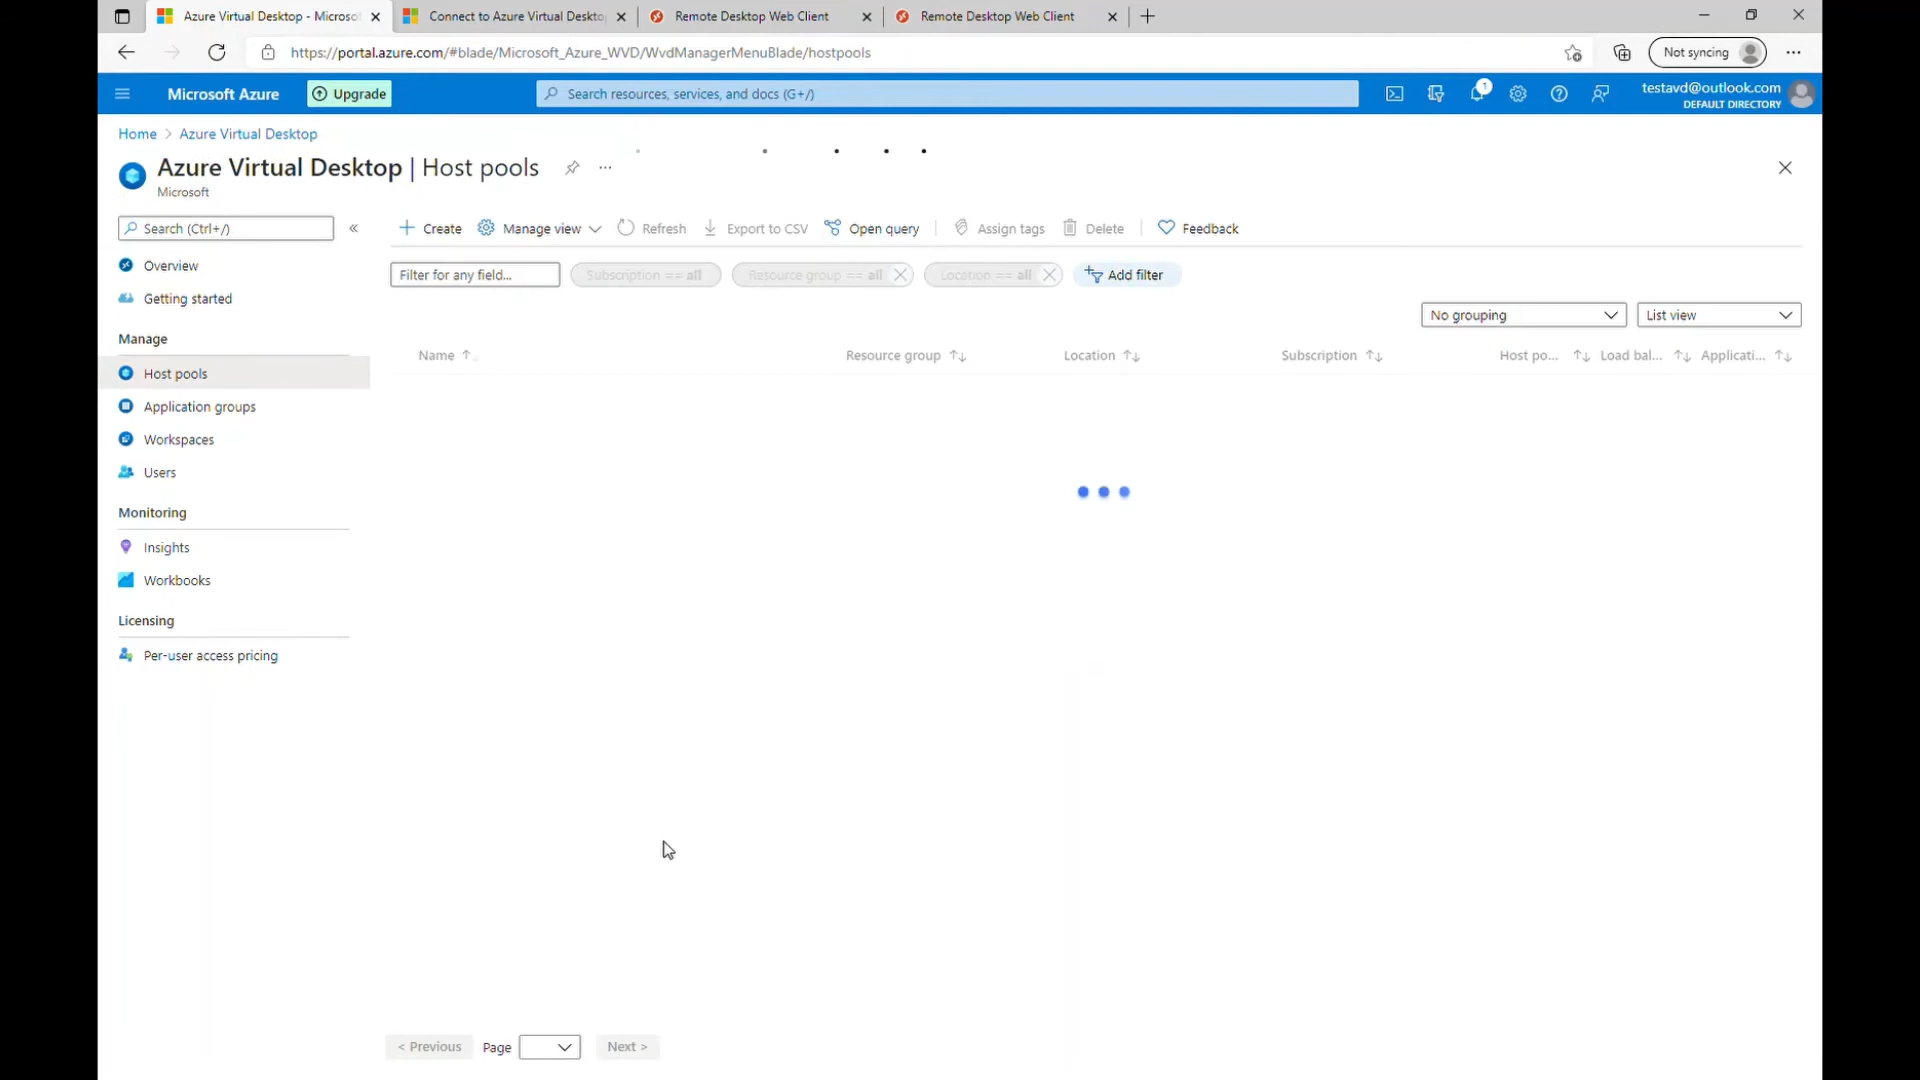 Azure Virtual Desktop - Microsof
Connect to Azure Virtual Deskto
Remote Desktop Web Client
Remote Desktop Web Client
https://portal.azure.com/#blade/Microsoft_Azure_WVD/WvdManagerMenuBlade/hostpools
Not syncing
Microsoft Azure
Upgrade
Search resources, services, and docs (G+/)
1
testavd@outlook.com
DEFAULT DIRECTORY
Home > Azure Virtual Desktop
Azure Virtual Desktop | Host pools
Microsoft
Search (Ctrl+/)
Create
Manage view
Refresh
Export to CSV
Open query
Assign tags
Delete
Feedback
Overview
Getting started
Manage
Host pools
Application groups
Workspaces
Users
Monitoring
Insights
Workbooks
Licensing
Per-user access pricing
Filter for any field...
Subscription == all
Resource group == all
Location == all
Add filter
No grouping
List view
Name
Resource group
Location
Subscription
Host po...
Load bal...
Applicati...
< Previous
Page
Next >